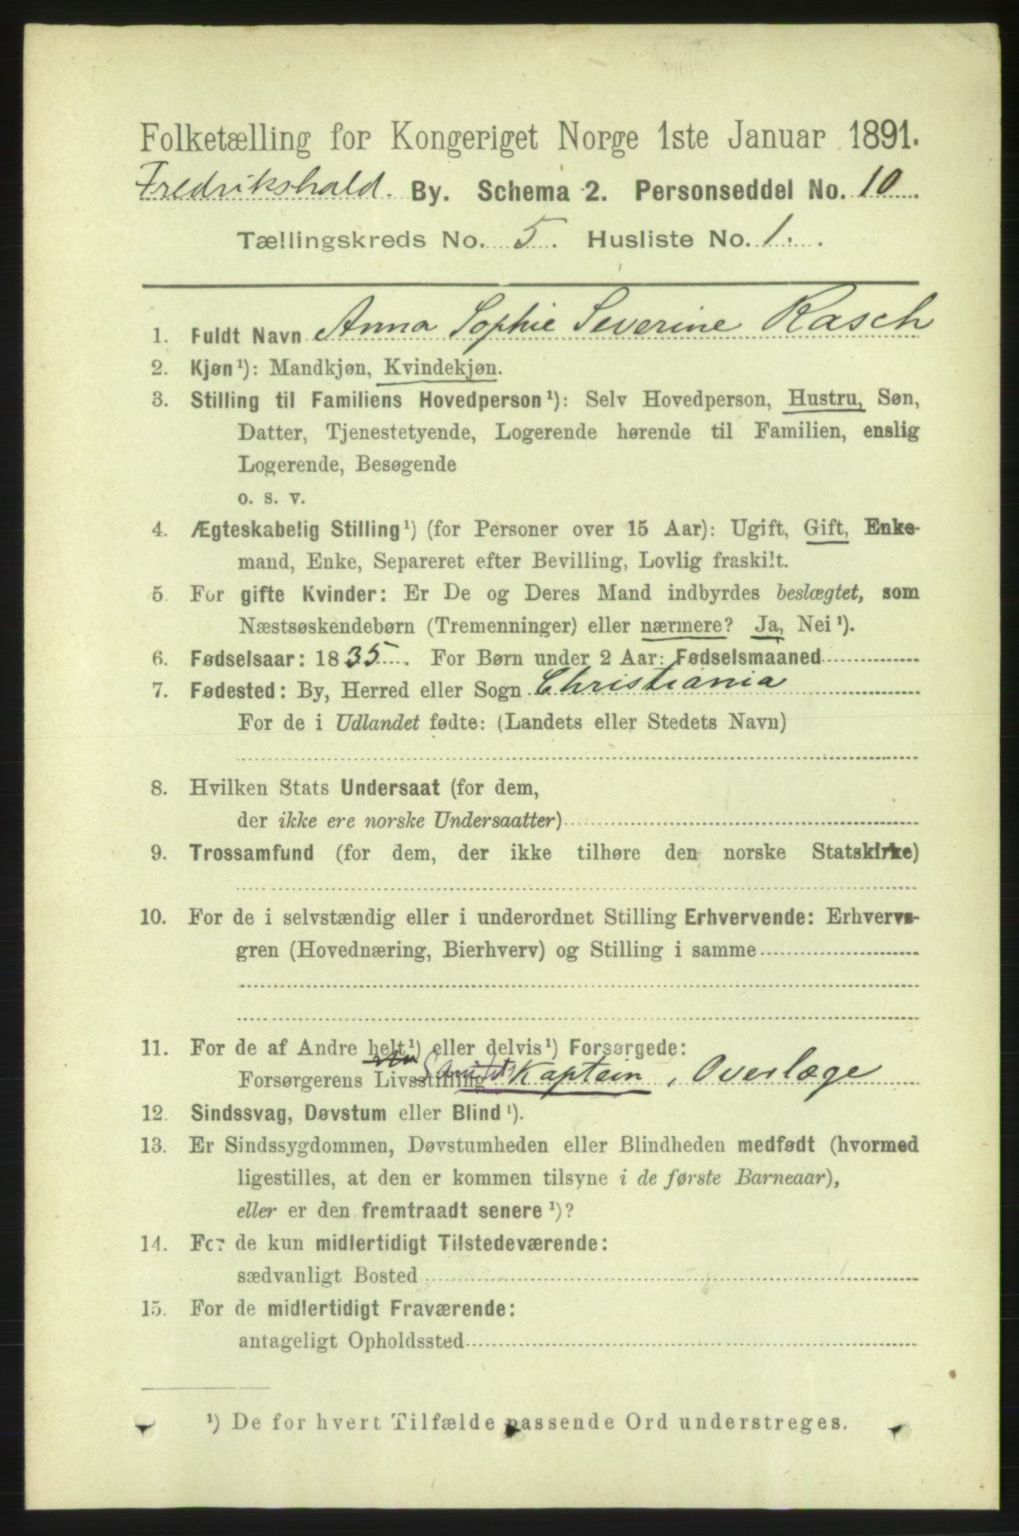 Folketælling for Kongeriget Norge 1ste Januar 1891.
Fredrikshald. By. Schema 2. Personseddel No. 10
Tællingskreds No. 5. Husliste No. 1.
1. Fuldt Navn Anna Sophie Severine Rasch
2. Kjøn¹): Mandkjøn, Kvindekjøn.
3. Stilling til Familiens Hovedperson¹): Selv Hovedperson, Hustru, Søn,
Datter, Tjenestetyende, Logerende hørende til Familien, enslig
Logerende, Besøgende
o. s. v.
4. Ægteskabelig Stilling¹) (for Personer over 15 Aar): Ugift, Gift, Enke-
mand, Enke, Separeret efter Bevilling, Lovlig fraskilt.
5. For gifte Kvinder: Er De og Deres Mand indbyrdes beslægtet, som
Næstsøskendebørn (Tremenninger) eller nærmere? Ja, Nei¹).
6. Fødselsaar: 1835. For Børn under 2 Aar: Fødselsmaaned
7. Fødested: By, Herred eller Sogn Christiania
For de i Udlandet fødte: (Landets eller Stedets Navn)
8. Hvilken Stats Undersaat (for dem,
der ikke ere norske Undersaatter)
9. Trossamfund (for dem, der ikke tilhøre den norske Statskirke)
10. For de i selvstændig eller i underordnet Stilling Erhvervende: Erhvervs-
gren (Hovednæring, Bierhverv) og Stilling i samme
11. For de af Andre helt¹) eller delvis¹) Forsørgede:
Forsørgerens Livsstilling Sanitets Kaptein, Overlæge
12. Sindssvag, Døvstum eller Blind¹).
13. Er Sindssygdommen, Døvstumheden eller Blindheden medfødt (hvormed
ligestilles, at den er kommen tilsyne i de første Barneaar),
eller er den fremtraadt senere¹)?
14. For de kun midlertidigt Tilstedeværende:
sædvanligt Bosted
15. For de midlertidigt Fraværende:
antageligt Opholdssted
¹) De for hvert Tilfælde passende Ord understreges.